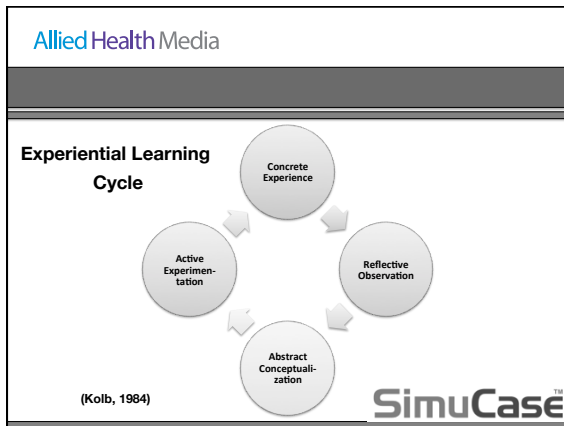 Allied Health Media
Experiential Learning
Cycle
Concrete
Experience
Active
Experimen-
tation
Reflective
Observation
Abstract
Conceptuali-
zation
(Kolb, 1984)
SimuCase™